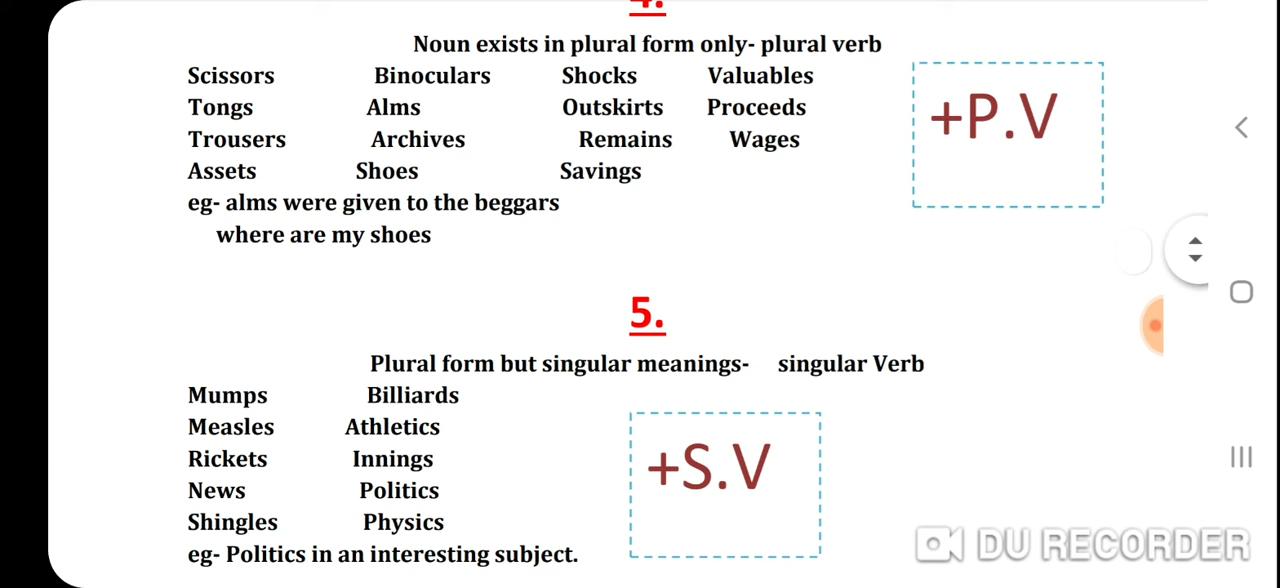 4.
Noun exists in plural form only- plural verb
Scissors Binoculars Shocks Valuables
Tongs Alms Outskirts Proceeds
Trousers Archives Remains Wages
Assets Shoes Savings
+P.V
eg- alms were given to the beggars
where are my shoes
5.
Plural form but singular meanings- singular Verb
Mumps Billiards
Measles Athletics
Rickets Innings
News Politics
Shingles Physics
+S.V
eg- Politics in an interesting subject.
DU RECORDER